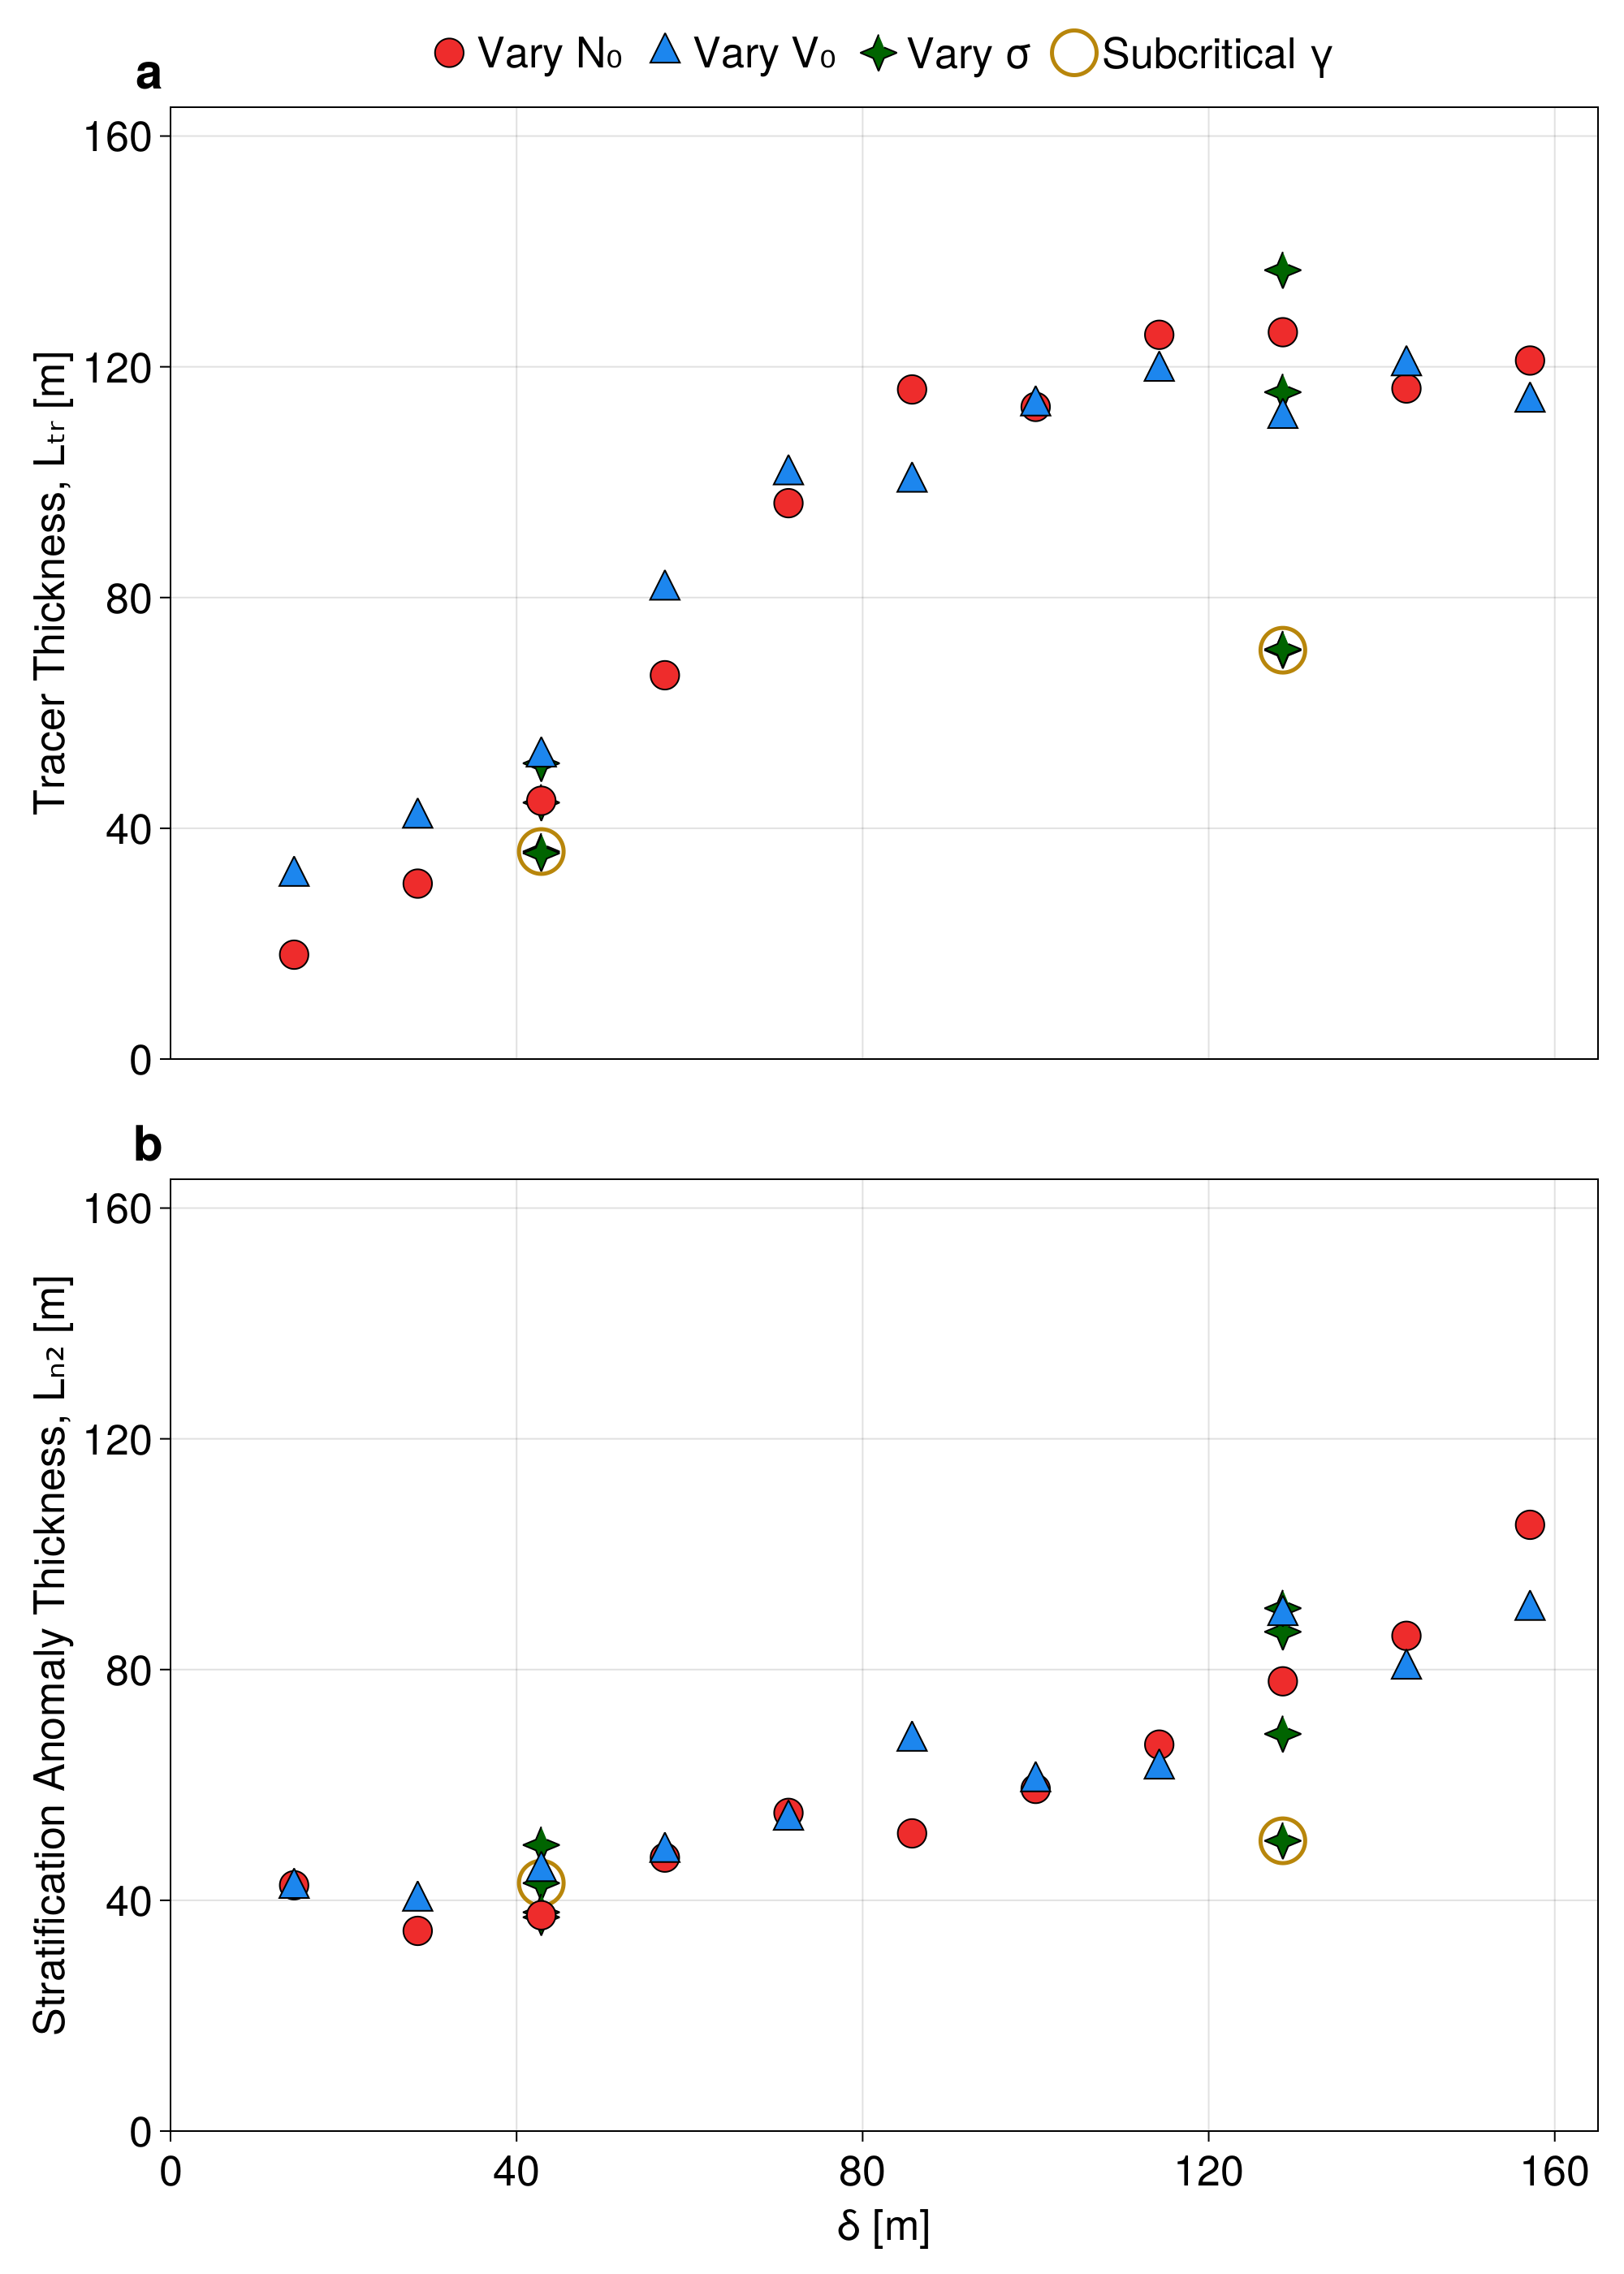 Vary N₀ Vary V₀ Vary σ Subcritical γ
a
160
120
80
40
0
Tracer Thickness, Lₜᵣ [m]
b
160
120
80
40
0
Stratification Anomaly Thickness, Lₙ₂ [m]
0 40 80 120 160
δ [m]